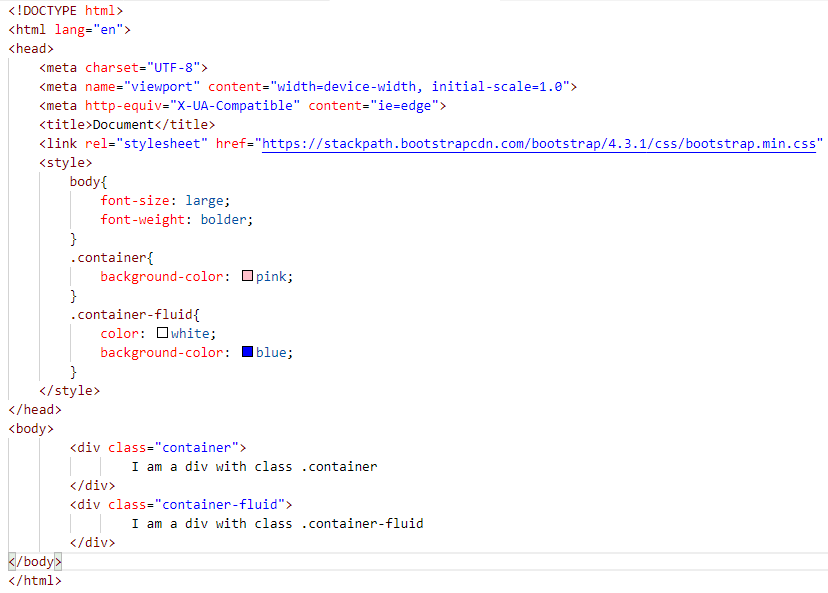 <!DOCTYPE html>
<html lang="en">
<head>
    <meta charset="UTF-8">
    <meta name="viewport" content="width=device-width, initial-scale=1.0">
    <meta http-equiv="X-UA-Compatible" content="ie=edge">
    <title>Document</title>
    <link rel="stylesheet" href="https://stackpath.bootstrapcdn.com/bootstrap/4.3.1/css/bootstrap.min.css"
    <style>
        body{
            font-size: large;
            font-weight: bolder;
        }
        .container{
            background-color: pink;
        }
        .container-fluid{
            color: white;
            background-color: blue;
        }
    </style>
</head>
<body>
        <div class="container">
                I am a div with class .container
        </div>
        <div class="container-fluid">
                I am a div with class .container-fluid
        </div>
</body>
</html>